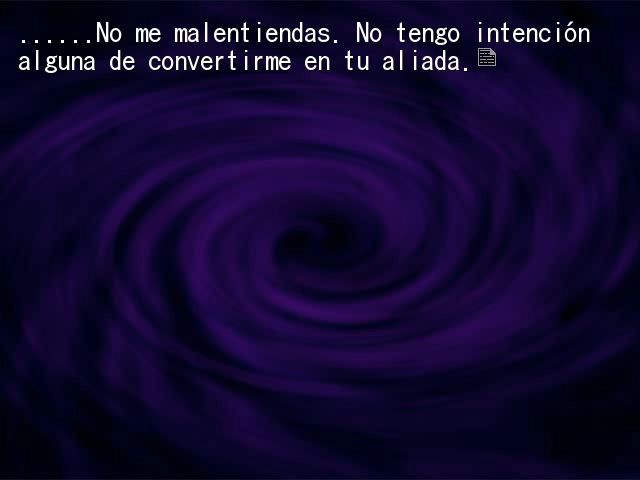 ......No me malentiendas. No tengo intención
alguna de convertirme en tu aliada.